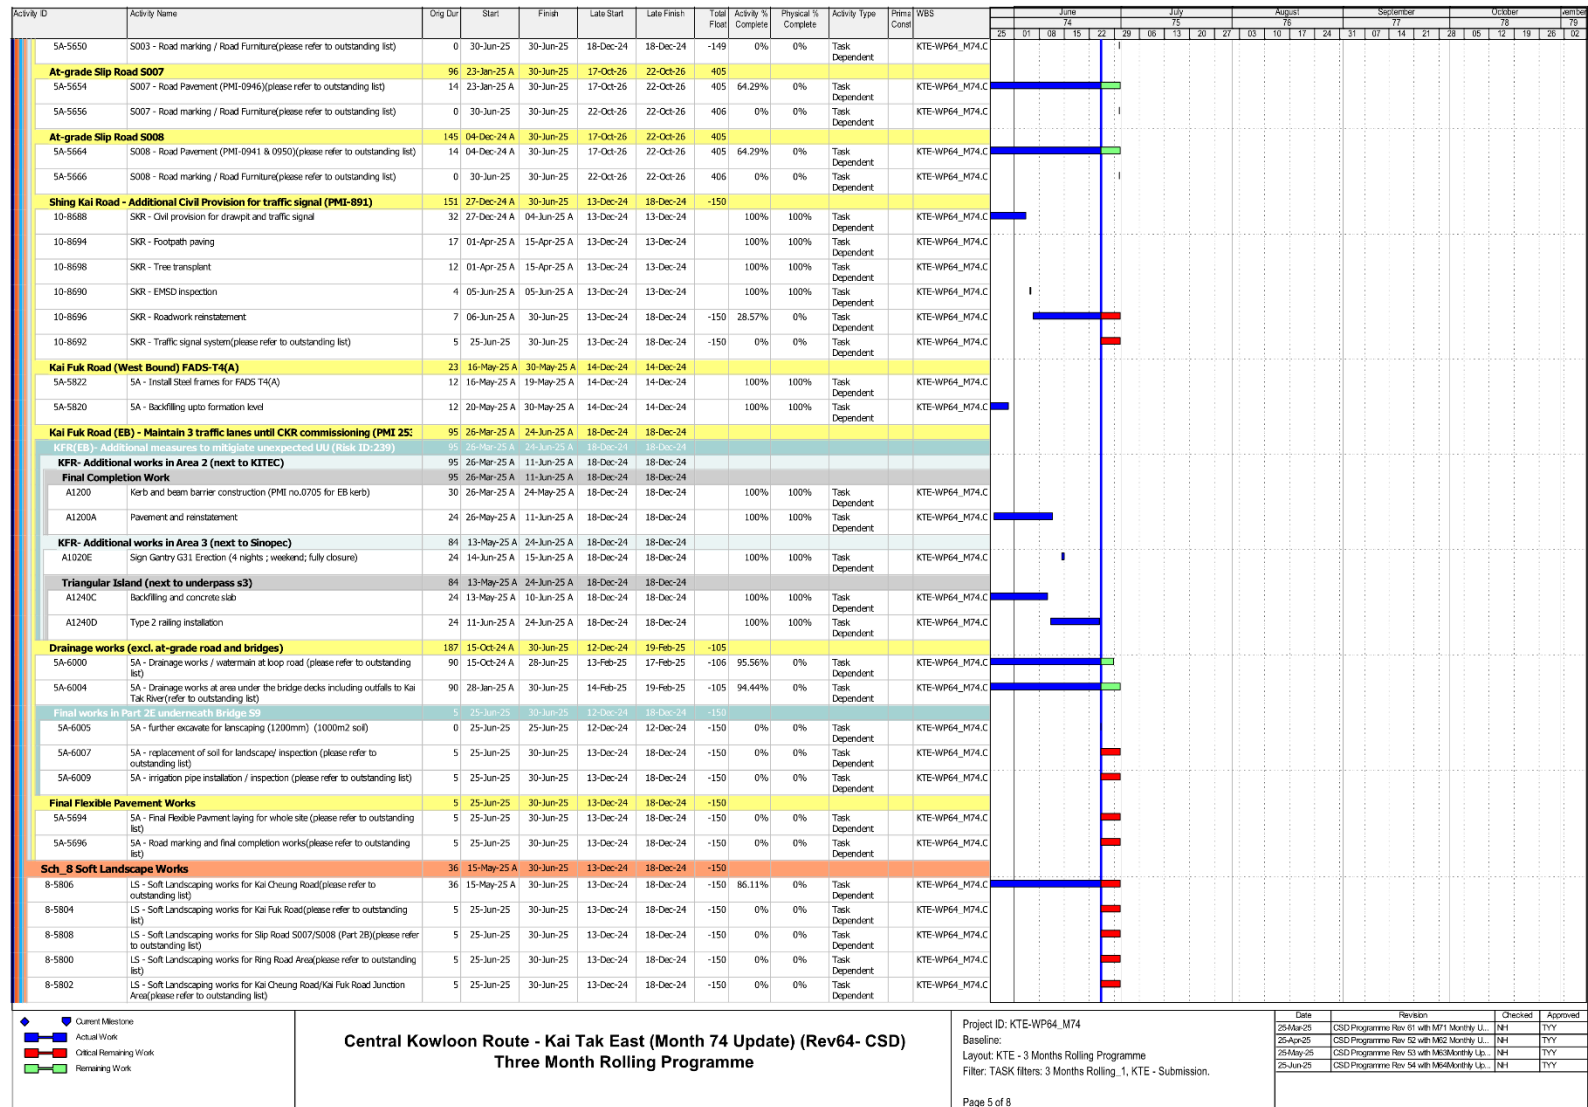 Activity ID Activity Name Orig Dur Start Finish Late Start Late Finish Total Float Activity % Complete Physical % Complete Activity Type Prima Const WBS June July August September October vember
74 75 76 77 78 79
25 01 08 15 22 29 06 13 20 27 03 10 17 24 31 07 14 21 28 05 12 19 26 02
5A-5650 S003 - Road marking / Road Furniture(please refer to outstanding list) 0 30-Jun-25 30-Jun-25 18-Dec-24 18-Dec-24 -149 0% 0% Task Dependent KTE-WP64_M74.C
At-grade Slip Road S007 96 23-Jan-25 A 30-Jun-25 17-Oct-26 22-Oct-26 405
5A-5654 S007 - Road Pavement (PMI-0946)(please refer to outstanding list) 14 23-Jan-25 A 30-Jun-25 17-Oct-26 22-Oct-26 405 64.29% 0% Task Dependent KTE-WP64_M74.C
5A-5656 S007 - Road marking / Road Furniture(please refer to outstanding list) 0 30-Jun-25 30-Jun-25 22-Oct-26 22-Oct-26 406 0% 0% Task Dependent KTE-WP64_M74.C
At-grade Slip Road S008 145 04-Dec-24 A 30-Jun-25 17-Oct-26 22-Oct-26 405
5A-5664 S008 - Road Pavement (PMI-0941 & 0950)(please refer to outstanding list) 14 04-Dec-24 A 30-Jun-25 17-Oct-26 22-Oct-26 405 64.29% 0% Task Dependent KTE-WP64_M74.C
5A-5666 S008 - Road marking / Road Furniture(please refer to outstanding list) 0 30-Jun-25 30-Jun-25 22-Oct-26 22-Oct-26 406 0% 0% Task Dependent KTE-WP64_M74.C
Shing Kai Road - Additional Civil Provision for traffic signal (PMI-891) 151 27-Dec-24 A 30-Jun-25 13-Dec-24 18-Dec-24 -150
10-8688 SKR - Civil provision for drawpit and traffic signal 32 27-Dec-24 A 04-Jun-25 A 13-Dec-24 13-Dec-24 100% 100% Task Dependent KTE-WP64_M74.C
10-8694 SKR - Footpath paving 17 01-Apr-25 A 15-Apr-25 A 13-Dec-24 13-Dec-24 100% 100% Task Dependent KTE-WP64_M74.C
10-8698 SKR - Tree transplant 12 01-Apr-25 A 15-Apr-25 A 13-Dec-24 13-Dec-24 100% 100% Task Dependent KTE-WP64_M74.C
10-8690 SKR - EMSD inspection 4 05-Jun-25 A 05-Jun-25 A 13-Dec-24 13-Dec-24 100% 100% Task Dependent KTE-WP64_M74.C
10-8696 SKR - Roadwork reinstatement 7 06-Jun-25 A 30-Jun-25 13-Dec-24 18-Dec-24 -150 28.57% 0% Task Dependent KTE-WP64_M74.C
10-8692 SKR - Traffic signal system(please refer to outstanding list) 5 25-Jun-25 30-Jun-25 13-Dec-24 18-Dec-24 -150 0% 0% Task Dependent KTE-WP64_M74.C
Kai Fuk Road (West Bound) FADS-T4(A) 23 16-May-25 A 30-May-25 A 14-Dec-24 14-Dec-24
5A-5822 5A - Install Steel frames for FADS T4(A) 12 16-May-25 A 19-May-25 A 14-Dec-24 14-Dec-24 100% 100% Task Dependent KTE-WP64_M74.C
5A-5820 5A - Backfilling upto formation level 12 20-May-25 A 30-May-25 A 14-Dec-24 14-Dec-24 100% 100% Task Dependent KTE-WP64_M74.C
Kai Fuk Road (EB) - Maintain 3 traffic lanes until CKR commissioning (PMI 253 95 26-Mar-25 A 24-Jun-25 A 18-Dec-24 18-Dec-24
KFR(EB)- Additional measures to mitigiate unexpected UU (Risk ID:239) 95 26-Mar-25 A 24-Jun-25 A 18-Dec-24 18-Dec-24
KFR- Additional works in Area 2 (next to KITEC) 95 26-Mar-25 A 11-Jun-25 A 18-Dec-24 18-Dec-24
Final Completion Work 95 26-Mar-25 A 11-Jun-25 A 18-Dec-24 18-Dec-24
A1200 Kerb and beam barrier construction (PMI no.0705 for EB kerb) 30 26-Mar-25 A 24-May-25 A 18-Dec-24 18-Dec-24 100% 100% Task Dependent KTE-WP64_M74.C
A1200A Pavement and reinstatement 24 26-May-25 A 11-Jun-25 A 18-Dec-24 18-Dec-24 100% 100% Task Dependent KTE-WP64_M74.C
KFR- Additional works in Area 3 (next to Sinopec) 84 13-May-25 A 24-Jun-25 A 18-Dec-24 18-Dec-24
A1020E Sign Gantry G31 Erection (4 nights ; weekend; fully closure) 24 14-Jun-25 A 15-Jun-25 A 18-Dec-24 18-Dec-24 100% 100% Task Dependent KTE-WP64_M74.C
Triangular Island (next to underpass s3) 84 13-May-25 A 24-Jun-25 A 18-Dec-24 18-Dec-24
A1240C Backfilling and concrete slab 24 13-May-25 A 10-Jun-25 A 18-Dec-24 18-Dec-24 100% 100% Task Dependent KTE-WP64_M74.C
A1240D Type 2 railing installation 24 11-Jun-25 A 24-Jun-25 A 18-Dec-24 18-Dec-24 100% 100% Task Dependent KTE-WP64_M74.C
Drainage works (excl. at-grade road and bridges) 187 15-Oct-24 A 30-Jun-25 12-Dec-24 19-Feb-25 -105
5A-6000 5A - Drainage works / watermain at loop road (please refer to outstanding list) 90 15-Oct-24 A 28-Jun-25 13-Feb-25 17-Feb-25 -106 95.56% 0% Task Dependent KTE-WP64_M74.C
5A-6004 5A - Drainage works at area under the bridge decks including outfalls to Kai Tak River(refer to outstanding list) 90 28-Jan-25 A 30-Jun-25 14-Feb-25 19-Feb-25 -105 94.44% 0% Task Dependent KTE-WP64_M74.C
Final works in Part 2E underneath Bridge S9 5 25-Jun-25 30-Jun-25 12-Dec-24 18-Dec-24 -150
5A-6005 5A - further excavate for lanscaping (1200mm) (1000m2 soil) 0 25-Jun-25 25-Jun-25 12-Dec-24 12-Dec-24 -150 0% 0% Task Dependent KTE-WP64_M74.C
5A-6007 5A - replacement of soil for landscape/ inspection (please refer to outstanding list) 5 25-Jun-25 30-Jun-25 13-Dec-24 18-Dec-24 -150 0% 0% Task Dependent KTE-WP64_M74.C
5A-6009 5A - irrigation pipe installation / inspection (please refer to outstanding list) 5 25-Jun-25 30-Jun-25 13-Dec-24 18-Dec-24 -150 0% 0% Task Dependent KTE-WP64_M74.C
Final Flexible Pavement Works 5 25-Jun-25 30-Jun-25 13-Dec-24 18-Dec-24 -150
5A-5694 5A - Final Flexible Pavment laying for whole site (please refer to outstanding list) 5 25-Jun-25 30-Jun-25 13-Dec-24 18-Dec-24 -150 0% 0% Task Dependent KTE-WP64_M74.C
5A-5696 5A - Road marking and final completion works(please refer to outstanding list) 5 25-Jun-25 30-Jun-25 13-Dec-24 18-Dec-24 -150 0% 0% Task Dependent KTE-WP64_M74.C
Sch_8 Soft Landscape Works 36 15-May-25 A 30-Jun-25 13-Dec-24 18-Dec-24 -150
8-5806 LS - Soft Landscaping works for Kai Cheung Road(please refer to outstanding list) 36 15-May-25 A 30-Jun-25 13-Dec-24 18-Dec-24 -150 86.11% 0% Task Dependent KTE-WP64_M74.C
8-5804 LS - Soft Landscaping works for Kai Fuk Road(please refer to outstanding list) 5 25-Jun-25 30-Jun-25 13-Dec-24 18-Dec-24 -150 0% 0% Task Dependent KTE-WP64_M74.C
8-5808 LS - Soft Landscaping works for Slip Road S007/S008 (Part 2B)(please refer to outstanding list) 5 25-Jun-25 30-Jun-25 13-Dec-24 18-Dec-24 -150 0% 0% Task Dependent KTE-WP64_M74.C
8-5800 LS - Soft Landscaping works for Ring Road Area(please refer to outstanding list) 5 25-Jun-25 30-Jun-25 13-Dec-24 18-Dec-24 -150 0% 0% Task Dependent KTE-WP64_M74.C
8-5802 LS - Soft Landscaping works for Kai Cheung Road/Kai Fuk Road Junction Area(please refer to outstanding list) 5 25-Jun-25 30-Jun-25 13-Dec-24 18-Dec-24 -150 0% 0% Task Dependent KTE-WP64_M74.C
Current Milestone
Actual Work
Critical Remaining Work
Remaining Work
Central Kowloon Route - Kai Tak East (Month 74 Update) (Rev64- CSD)
Three Month Rolling Programme
Project ID: KTE-WP64_M74
Baseline:
Layout: KTE - 3 Months Rolling Programme
Filter: TASK filters: 3 Months Rolling_1, KTE - Submission.
Page 5 of 8
Date Revision Checked Approved
25-Mar-25 CSD Programme Rev 61 with M71 Monthly U... NH TYY
25-Apr-25 CSD Programme Rev 52 with M62 Monthly U... NH TYY
25-May-25 CSD Programme Rev 53 with M63Monthly Up... NH TYY
25-Jun-25 CSD Programme Rev 54 with M64Monthly Up... NH TYY